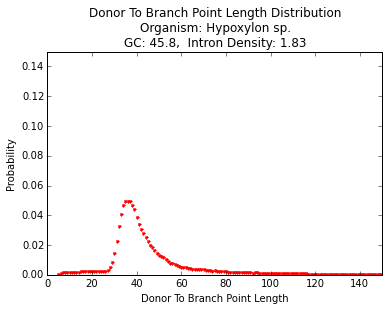 Donor To Branch Point Length Distribution
Organism: Hypoxylon sp.
GC: 45.8,  Intron Density: 1.83
0.14
0.12
0.10
0.08
0.06
0.04
0.02
0.00
Probability
0 20 40 60 80 100 120 140
Donor To Branch Point Length